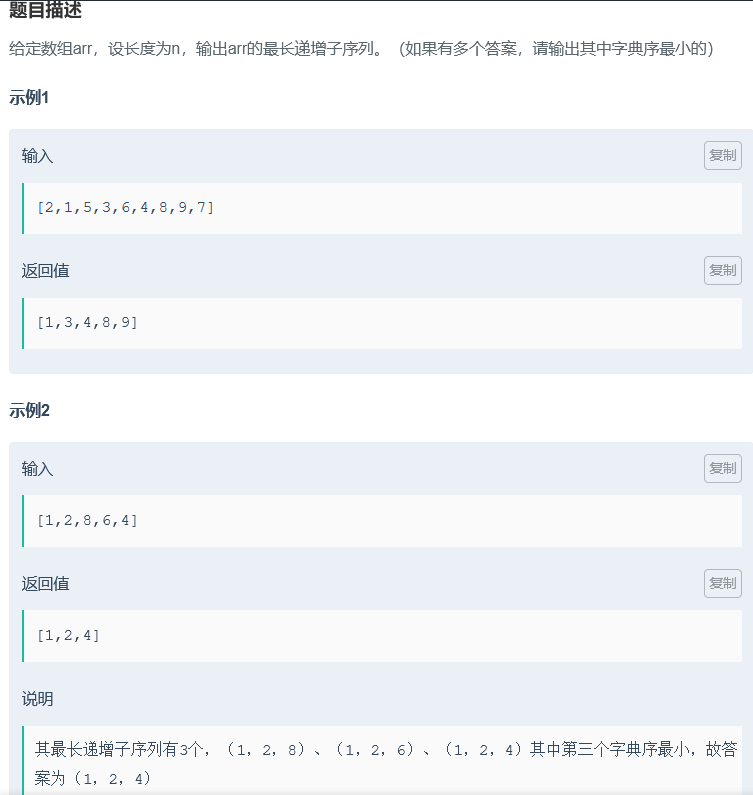 题目描述
给定数组arr，设长度为n，输出arr的最长递增子序列。（如果有多个答案，请输出其中字典序最小的）
示例1
输入
复制
[2,1,5,3,6,4,8,9,7]
返回值
复制
[1,3,4,8,9]
示例2
输入
复制
[1,2,8,6,4]
返回值
复制
[1,2,4]
说明
其最长递增子序列有3个，（1，2，8）、（1，2，6）、（1，2，4）其中第三个字典序最小，故答
案为（1，2，4）